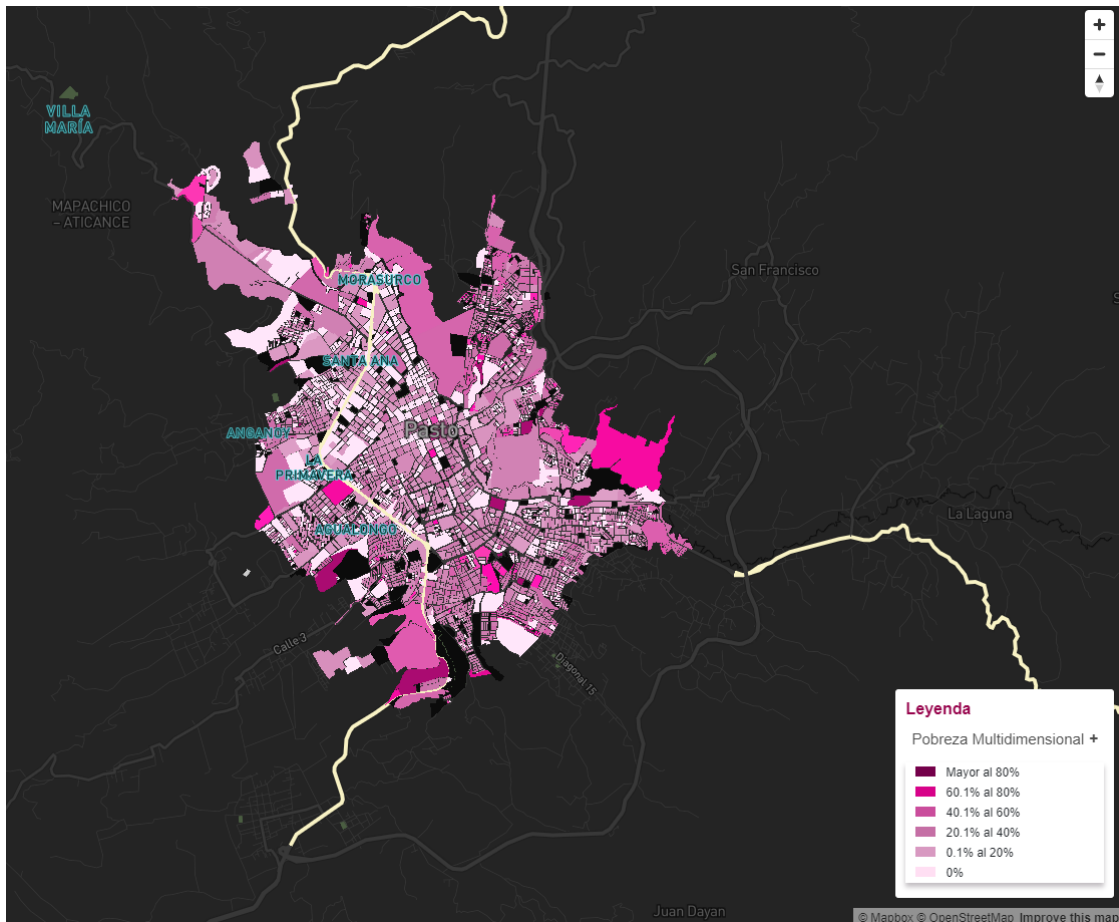 +
−
VILLA
MARÍA
MAPACHICO
- ATICANCE
San Francisco
MORASURCO
SANTA ANA
Pasto
ANGANOY
LA
PRIMAVERA
La Laguna
AGUALONGO
Calle 3
Diagonal 15
Leyenda
Pobreza Multidimensional +
Mayor al 80%
60.1% al 80%
40.1% al 60%
20.1% al 40%
0.1% al 20%
0%
Juan Dayan
© Mapbox © OpenStreetMap Improve this map